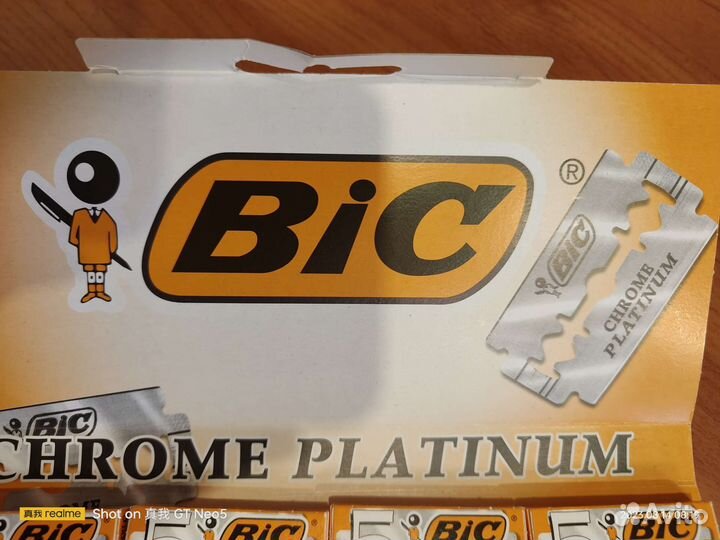 BiC ®
BiC
CHROME
PLATINUM
BiC
CHROME PLATINUM
5 BiC
5 BiC
5 BiC
真我 realme Shot on 真我 GT Neo5
Avito